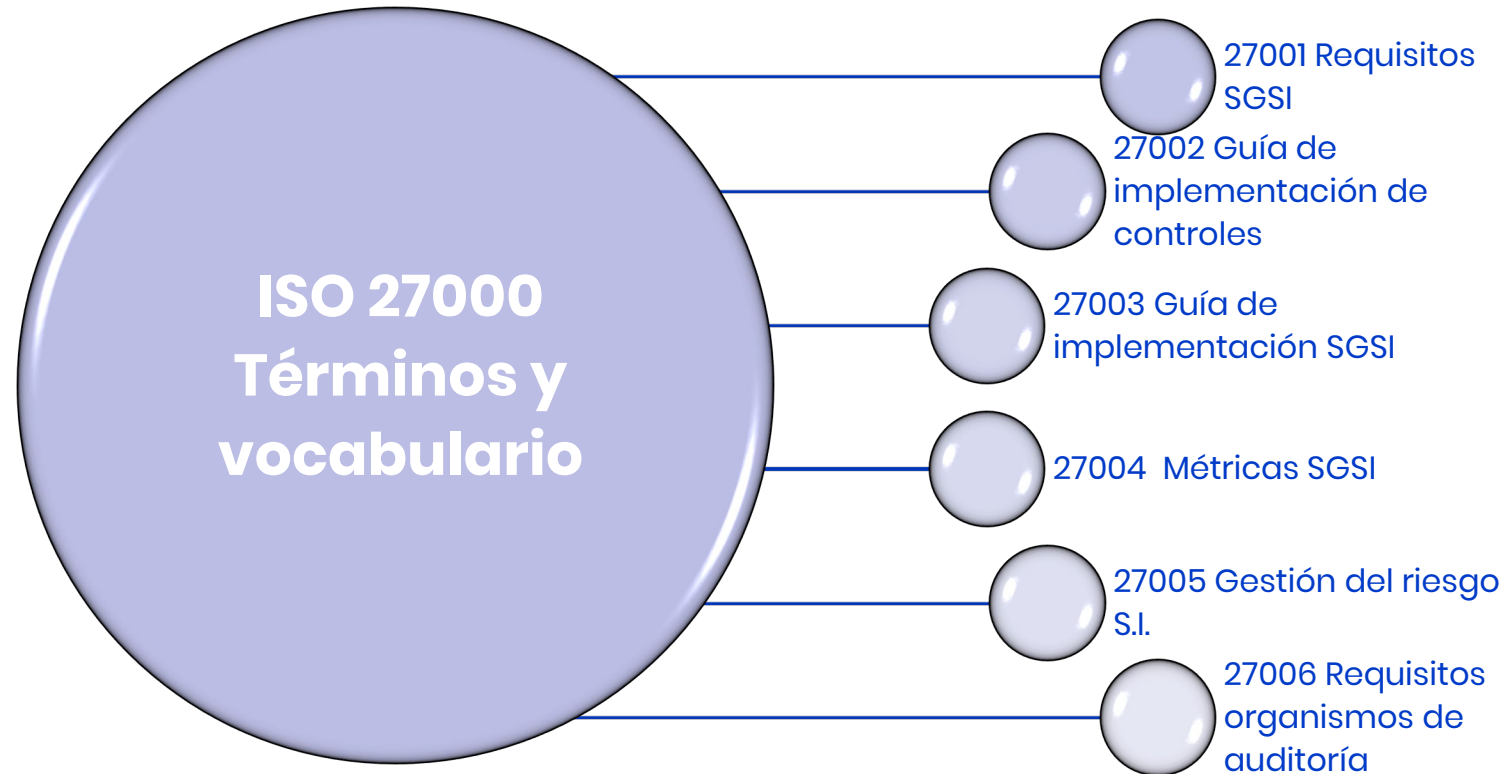 ISO 27000
Términos y
vocabulario
27001 Requisitos
SGSI
27002 Guía de
implementación de
controles
27003 Guía de
implementación SGSI
27004  Métricas SGSI
27005 Gestión del riesgo
S.I.
27006 Requisitos
organismos de
auditoría